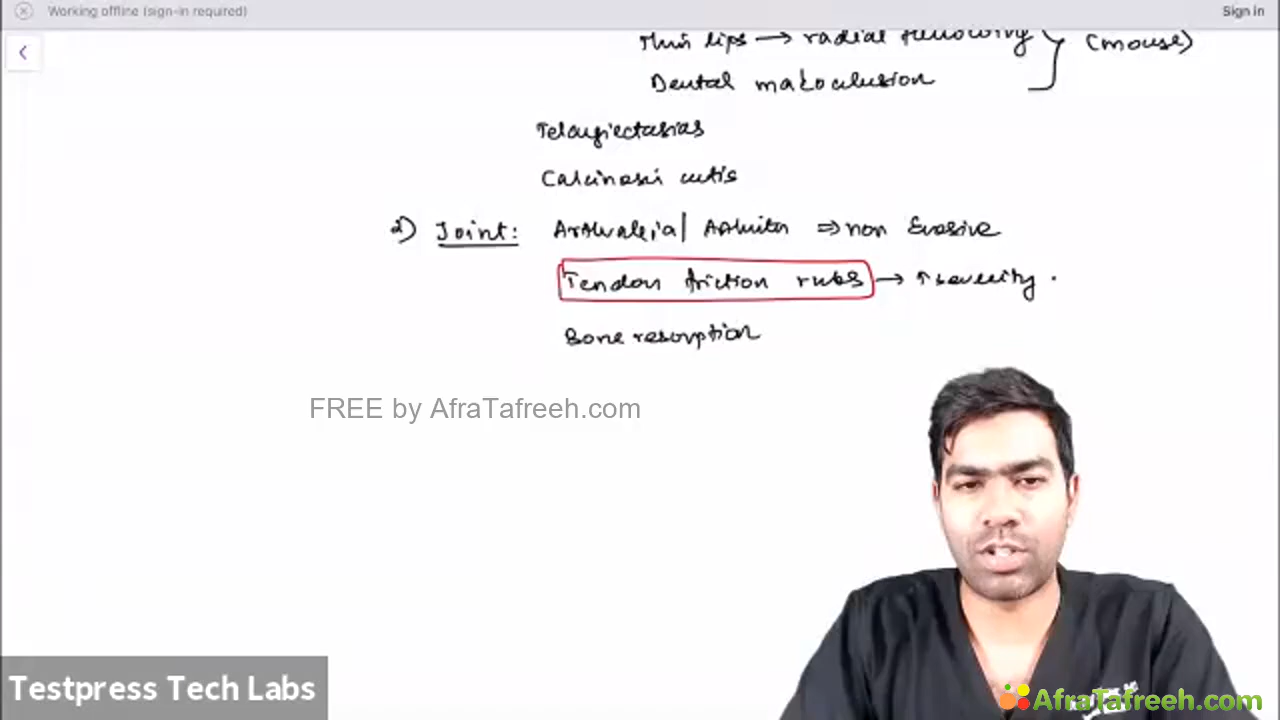 Working offline (sign-in required)
Sign in
Thin lips → radial furrowing
(mouse)
Dental malocclusion
Telangiectasias
Calcinosis cutis
2) Joint: Arthralgia / Arthritis ⇒ non Erosive
Tendon friction rubs → ↑ severity.
Bone resorption
FREE by AfraTafreeh.com
Testpress Tech Labs
AfraTafreeh.com